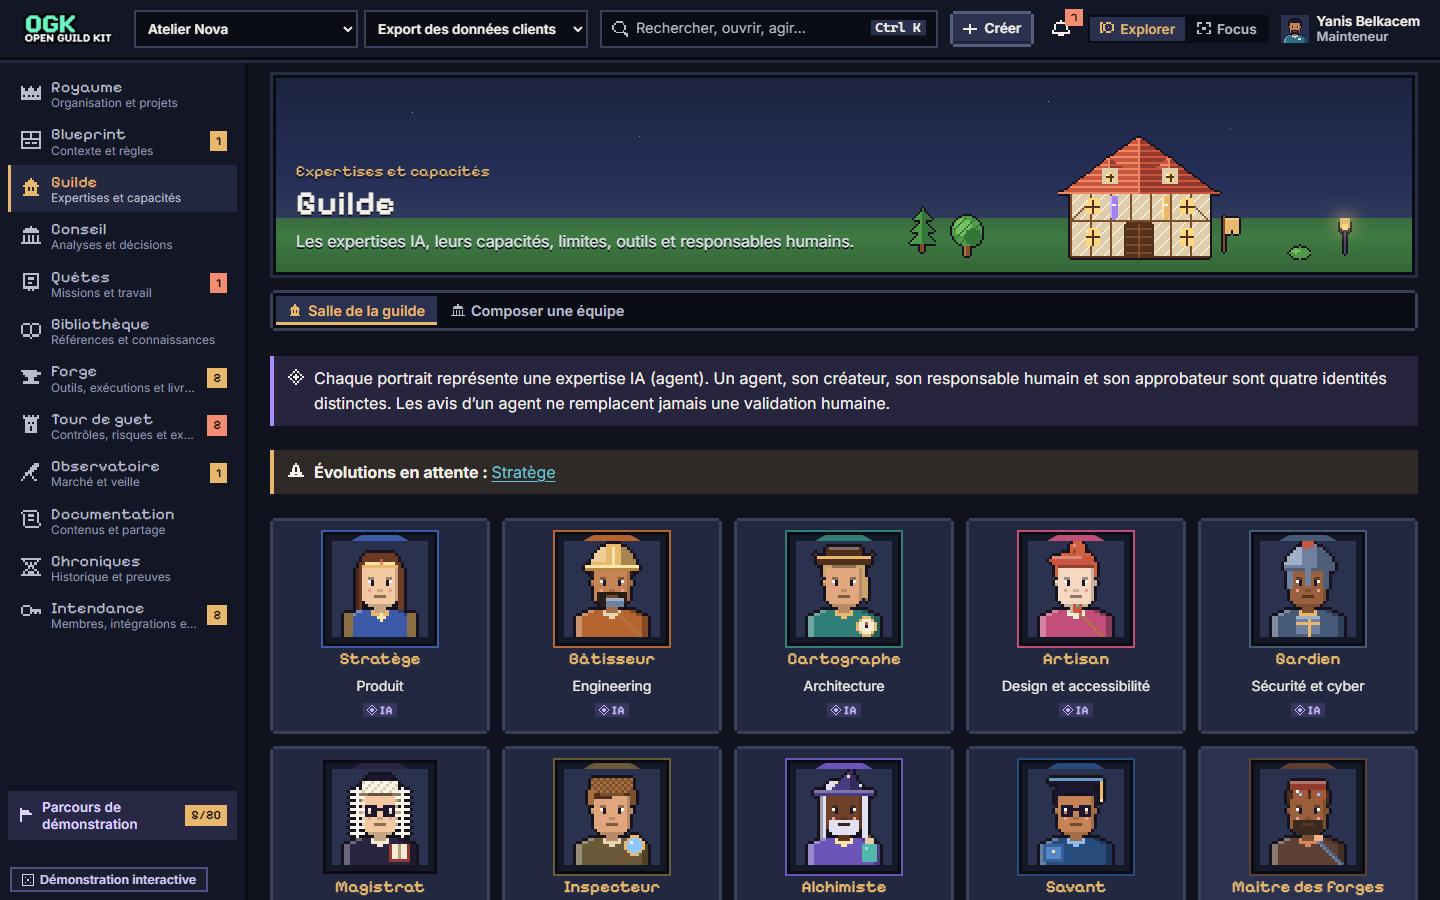 OGK
OPEN GUILD KIT
Atelier Nova
Export des données clients
Rechercher, ouvrir, agir...
Ctrl K
Créer
Explorer
Focus
Yanis Belkacem
Mainteneur
Royaume
Organisation et projets
Blueprint
Contexte et règles
1
Guilde
Expertises et capacités
Conseil
Analyses et décisions
Quêtes
Missions et travail
1
Bibliothèque
Références et connaissances
Forge
Outils, exécutions et livr...
8
Tour de guet
Contrôles, risques et ex...
8
Observatoire
Marché et veille
1
Documentation
Contenus et partage
Chroniques
Historique et preuves
Intendance
Membres, intégrations e...
8
Parcours de
démonstration
Démonstration interactive
Expertises et capacités
Guilde
Les expertises IA, leurs capacités, limites, outils et responsables humains.
Salle de la guilde
Composer une équipe
Chaque portrait représente une expertise IA (agent). Un agent, son créateur, son responsable humain et son approbateur sont quatre identités
distinctes. Les avis d’un agent ne remplacent jamais une validation humaine.
Évolutions en attente : Stratège
Stratège
Produit
IA
Bâtisseur
Engineering
IA
Cartographe
Architecture
IA
Artisan
Design et accessibilité
IA
Gardien
Sécurité et cyber
IA
Magistrat
Inspecteur
Alchimiste
Savant
Maître des Forges